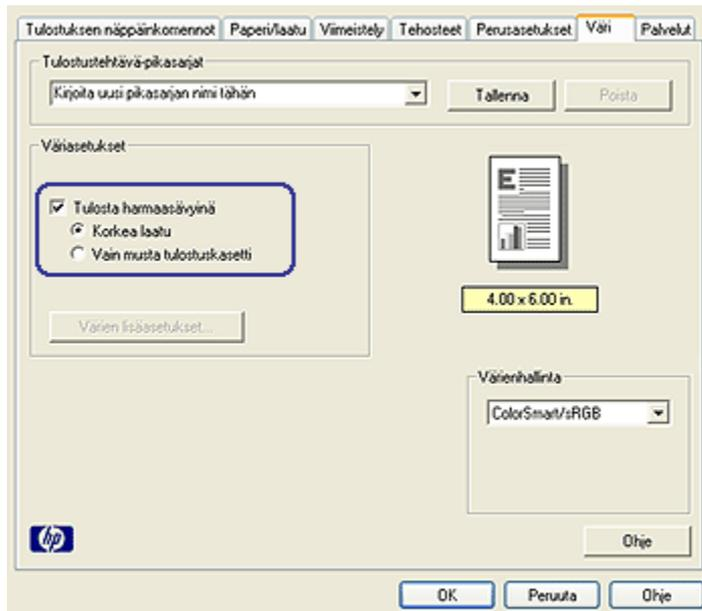 Tulostuksen näppäinkomennot Paperi/laatu Viimeistely Tehosteet Perusasetukset Väri Palvelut
Tulostustehtävä-pikasarjat
Kirjoita uusi pikasarjan nimi tähän Tallenna Poista
Väriasetukset
Tulosta harmaasävyinä
Korkea laatu
Vain musta tulostuskasetti
Värien lisäasetukset...
E
4.00 x 6.00 in.
Värienhallinta
ColorSmart/sRGB
hp
Ohje
OK Peruuta Ohje